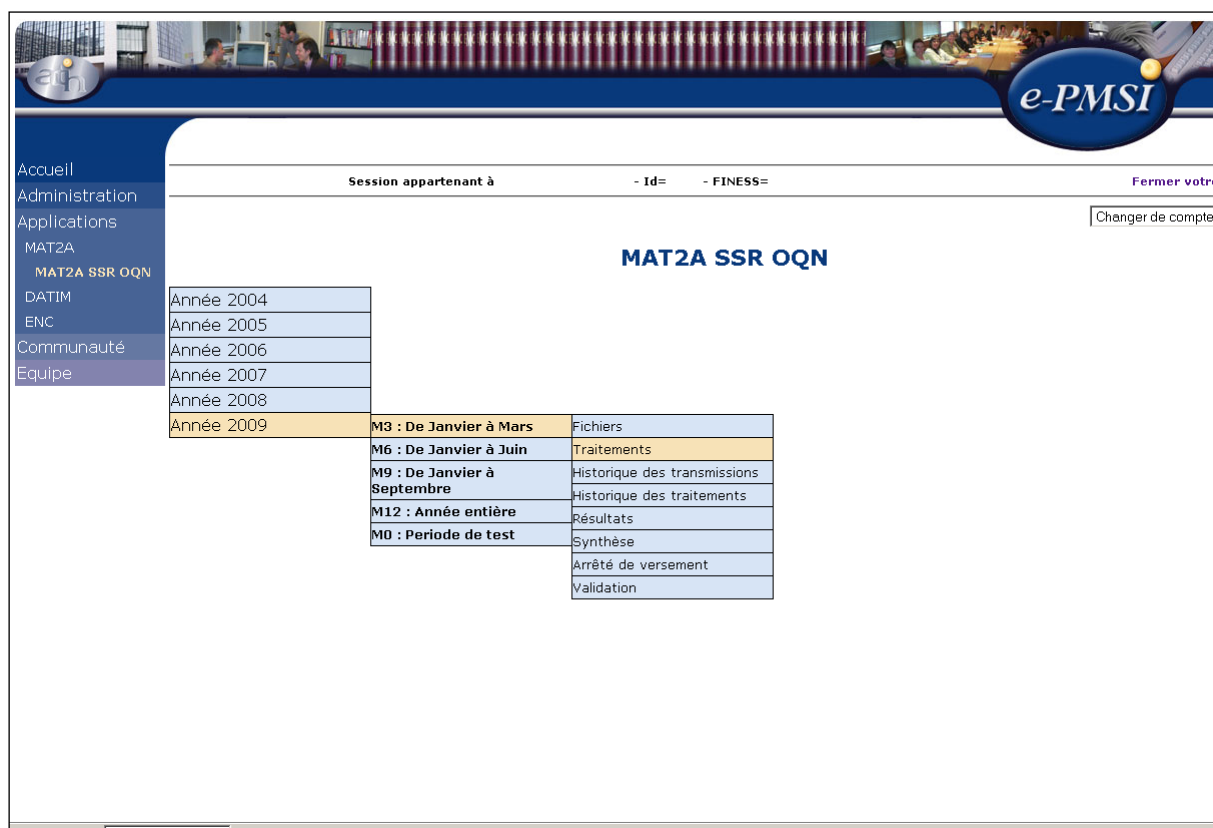 atih
e-PMSI
Accueil
Administration
Applications
MAT2A
MAT2A SSR OQN
DATIM
ENC
Communauté
Equipe
Session appartenant à - Id= - FINESS=
Fermer votre
Changer de compte
MAT2A SSR OQN
Année 2004
Année 2005
Année 2006
Année 2007
Année 2008
Année 2009
M3 : De Janvier à Mars
M6 : De Janvier à Juin
M9 : De Janvier à
Septembre
M12 : Année entière
M0 : Periode de test
Fichiers
Traitements
Historique des transmissions
Historique des traitements
Résultats
Synthèse
Arrêté de versement
Validation